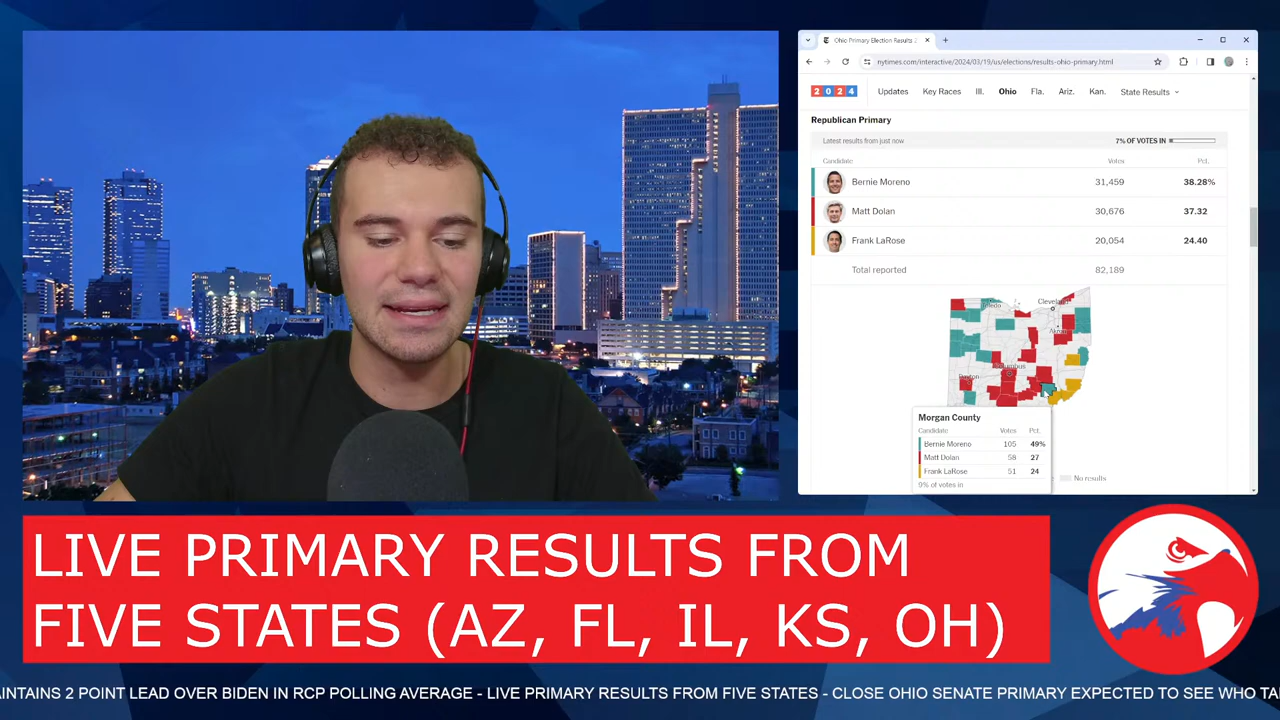 Ohio Primary Election Results 2
nytimes.com/interactive/2024/03/19/us/elections/results-ohio-primary.html
2024 Updates Key Races Ill. Ohio Fla. Ariz. Kan. State Results
Republican Primary
Latest results from just now 7% OF VOTES IN
Candidate Votes Pct.
Bernie Moreno 31,459 38.28%
Matt Dolan 30,676 37.32
Frank LaRose 20,054 24.40
Total reported 82,189
Toledo Cleveland
Akron
Columbus
Dayton
Morgan County
Candidate Votes Pct.
Bernie Moreno 105 49%
Matt Dolan 58 27
Frank LaRose 51 24
9% of votes in
No results
LIVE PRIMARY RESULTS FROM
FIVE STATES (AZ, FL, IL, KS, OH)
AINTAINS 2 POINT LEAD OVER BIDEN IN RCP POLLING AVERAGE - LIVE PRIMARY RESULTS FROM FIVE STATES - CLOSE OHIO SENATE PRIMARY EXPECTED TO SEE WHO TA